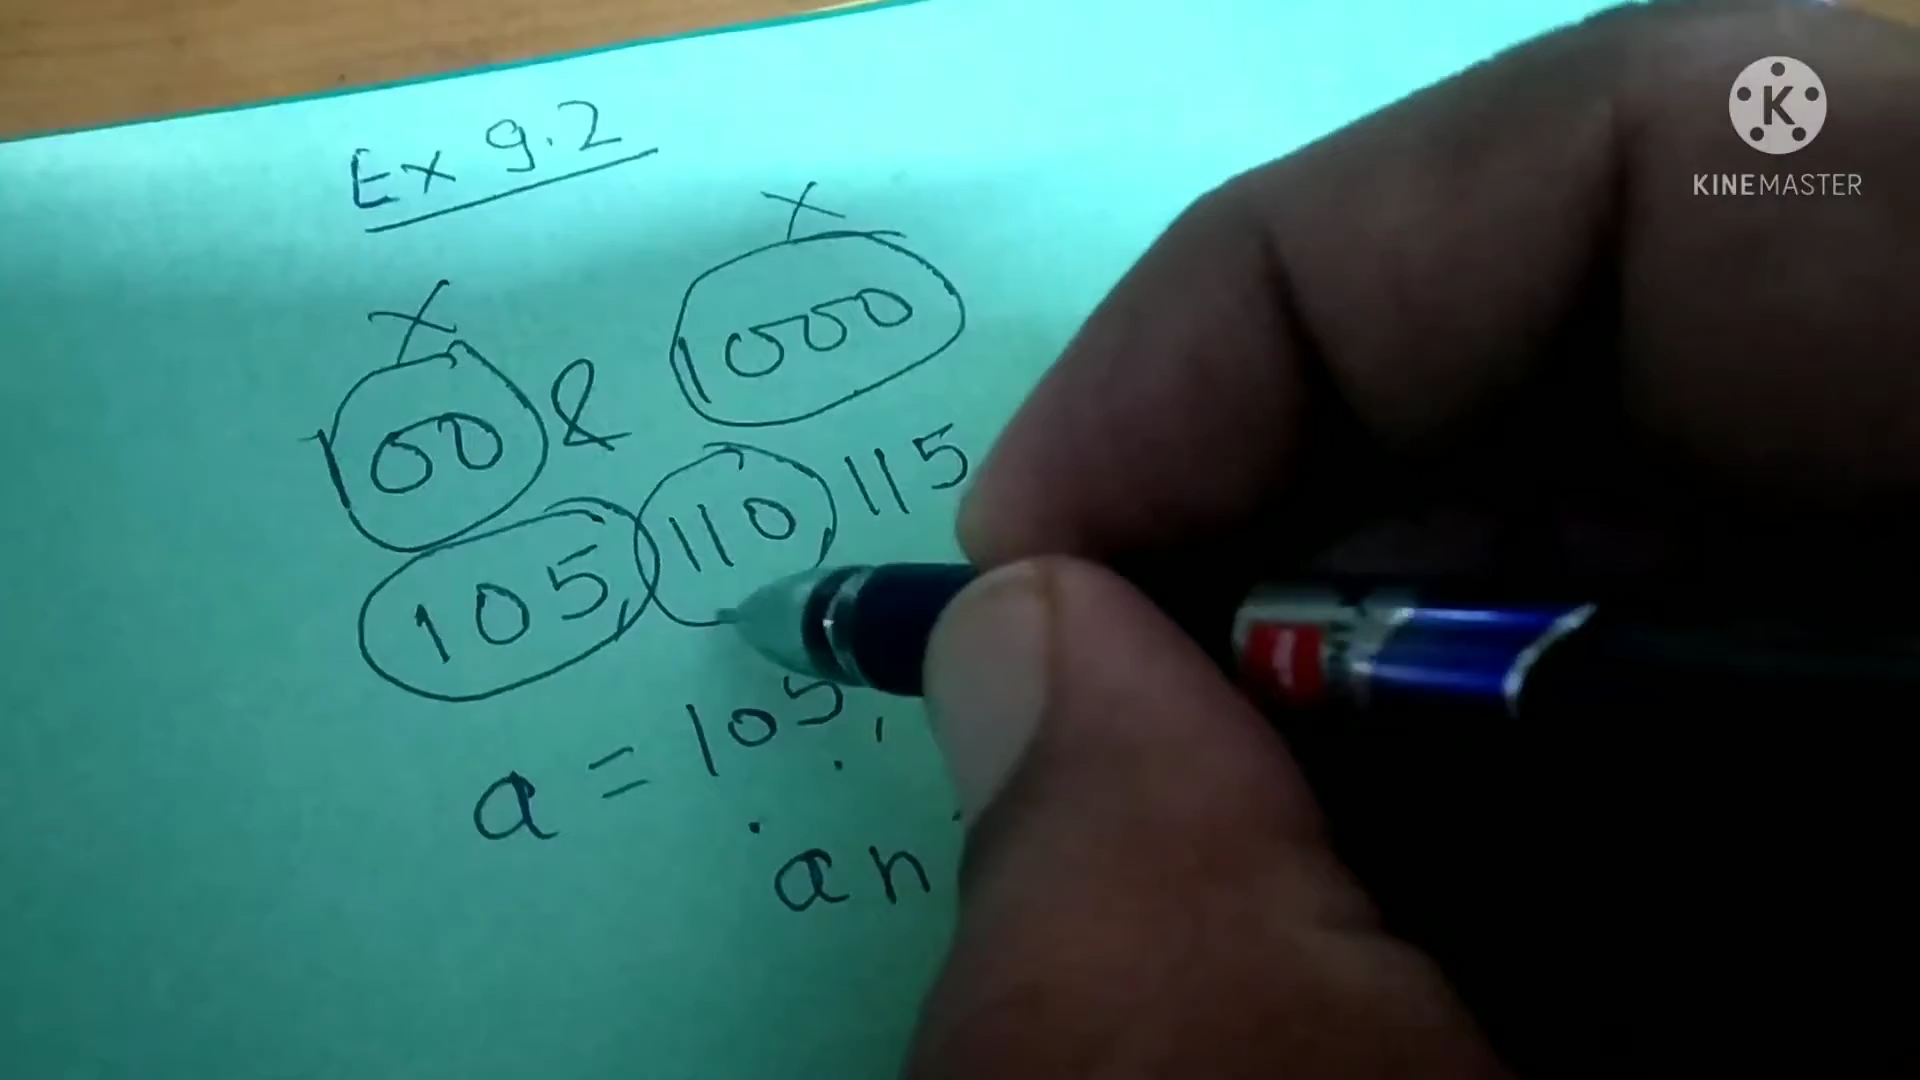 Ex 9.2
x x
100 & 1000
105, 110, 115
a = 105,
an
K
KINEMASTER